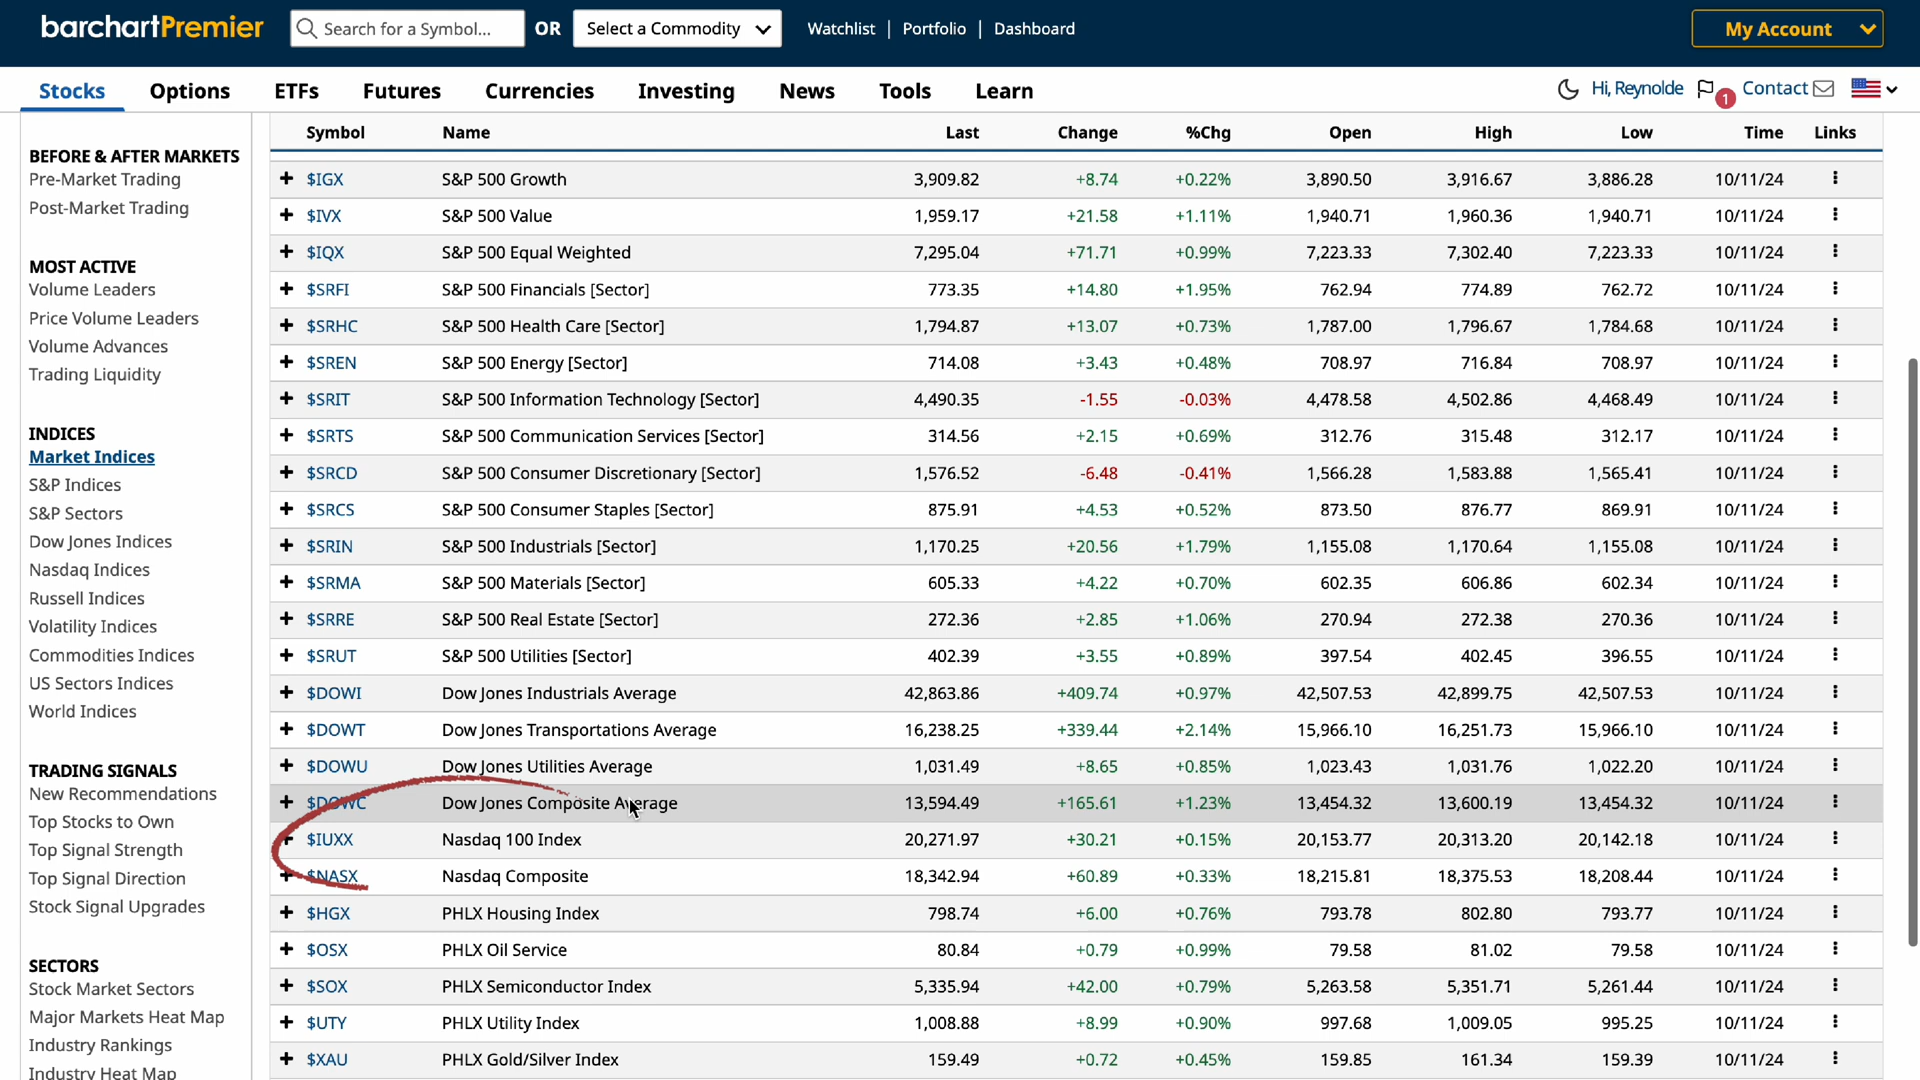 barchartPremier Search for a Symbol... OR Select a Commodity Watchlist | Portfolio | Dashboard My Account
Stocks Options ETFs Futures Currencies Investing News Tools Learn Hi, Reynolde 1 Contact
BEFORE & AFTER MARKETS
Pre-Market Trading
Post-Market Trading
MOST ACTIVE
Volume Leaders
Price Volume Leaders
Volume Advances
Trading Liquidity
INDICES
Market Indices
S&P Indices
S&P Sectors
Dow Jones Indices
Nasdaq Indices
Russell Indices
Volatility Indices
Commodities Indices
US Sectors Indices
World Indices
TRADING SIGNALS
New Recommendations
Top Stocks to Own
Top Signal Strength
Top Signal Direction
Stock Signal Upgrades
SECTORS
Stock Market Sectors
Major Markets Heat Map
Industry Rankings
Industry Heat Map
Symbol Name Last Change %Chg Open High Low Time Links
+ $IGX S&P 500 Growth 3,909.82 +8.74 +0.22% 3,890.50 3,916.67 3,886.28 10/11/24
+ $IVX S&P 500 Value 1,959.17 +21.58 +1.11% 1,940.71 1,960.36 1,940.71 10/11/24
+ $IQX S&P 500 Equal Weighted 7,295.04 +71.71 +0.99% 7,223.33 7,302.40 7,223.33 10/11/24
+ $SRFI S&P 500 Financials [Sector] 773.35 +14.80 +1.95% 762.94 774.89 762.72 10/11/24
+ $SRHC S&P 500 Health Care [Sector] 1,794.87 +13.07 +0.73% 1,787.00 1,796.67 1,784.68 10/11/24
+ $SREN S&P 500 Energy [Sector] 714.08 +3.43 +0.48% 708.97 716.84 708.97 10/11/24
+ $SRIT S&P 500 Information Technology [Sector] 4,490.35 -1.55 -0.03% 4,478.58 4,502.86 4,468.49 10/11/24
+ $SRTS S&P 500 Communication Services [Sector] 314.56 +2.15 +0.69% 312.76 315.48 312.17 10/11/24
+ $SRCD S&P 500 Consumer Discretionary [Sector] 1,576.52 -6.48 -0.41% 1,566.28 1,583.88 1,565.41 10/11/24
+ $SRCS S&P 500 Consumer Staples [Sector] 875.91 +4.53 +0.52% 873.50 876.77 869.91 10/11/24
+ $SRIN S&P 500 Industrials [Sector] 1,170.25 +20.56 +1.79% 1,155.08 1,170.64 1,155.08 10/11/24
+ $SRMA S&P 500 Materials [Sector] 605.33 +4.22 +0.70% 602.35 606.86 602.34 10/11/24
+ $SRRE S&P 500 Real Estate [Sector] 272.36 +2.85 +1.06% 270.94 272.38 270.36 10/11/24
+ $SRUT S&P 500 Utilities [Sector] 402.39 +3.55 +0.89% 397.54 402.45 396.55 10/11/24
+ $DOWI Dow Jones Industrials Average 42,863.86 +409.74 +0.97% 42,507.53 42,899.75 42,507.53 10/11/24
+ $DOWT Dow Jones Transportations Average 16,238.25 +339.44 +2.14% 15,966.10 16,251.73 15,966.10 10/11/24
+ $DOWU Dow Jones Utilities Average 1,031.49 +8.65 +0.85% 1,023.43 1,031.76 1,022.20 10/11/24
+ $DOWC Dow Jones Composite Average 13,594.49 +165.61 +1.23% 13,454.32 13,600.19 13,454.32 10/11/24
+ $IUXX Nasdaq 100 Index 20,271.97 +30.21 +0.15% 20,153.77 20,313.20 20,142.18 10/11/24
+ $NASX Nasdaq Composite 18,342.94 +60.89 +0.33% 18,215.81 18,375.53 18,208.44 10/11/24
+ $HGX PHLX Housing Index 798.74 +6.00 +0.76% 793.78 802.80 793.77 10/11/24
+ $OSX PHLX Oil Service 80.84 +0.79 +0.99% 79.58 81.02 79.58 10/11/24
+ $SOX PHLX Semiconductor Index 5,335.94 +42.00 +0.79% 5,263.58 5,351.71 5,261.44 10/11/24
+ $UTY PHLX Utility Index 1,008.88 +8.99 +0.90% 997.68 1,009.05 995.25 10/11/24
+ $XAU PHLX Gold/Silver Index 159.49 +0.72 +0.45% 159.85 161.34 159.39 10/11/24